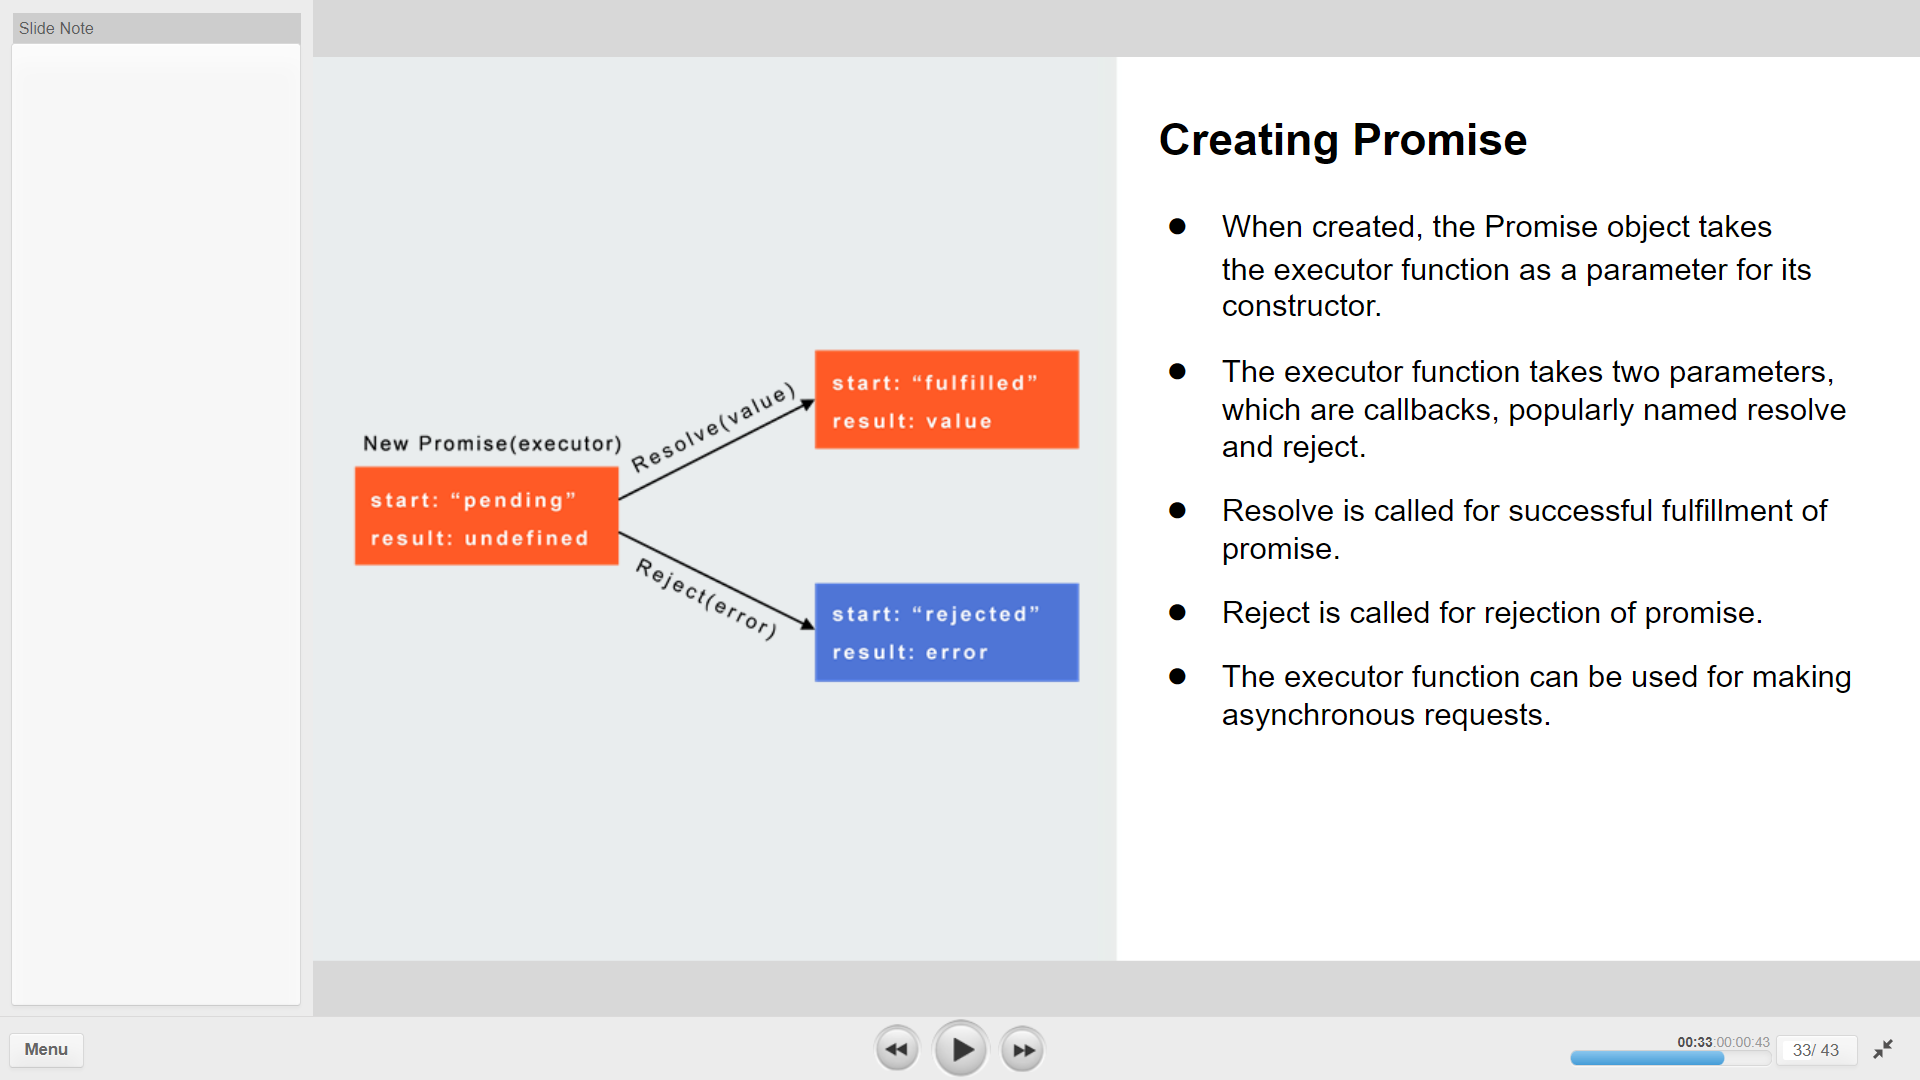 Slide Note
New Promise(executor)
start: “pending”
result: undefined
Resolve(value)
start: “fulfilled”
result: value
Reject(error)
start: “rejected”
result: error
Creating Promise
● When created, the Promise object takes
the executor function as a parameter for its
constructor.
● The executor function takes two parameters,
which are callbacks, popularly named resolve
and reject.
● Resolve is called for successful fulfillment of
promise.
● Reject is called for rejection of promise.
● The executor function can be used for making
asynchronous requests.
Menu
00:33:00:00:43
33/ 43